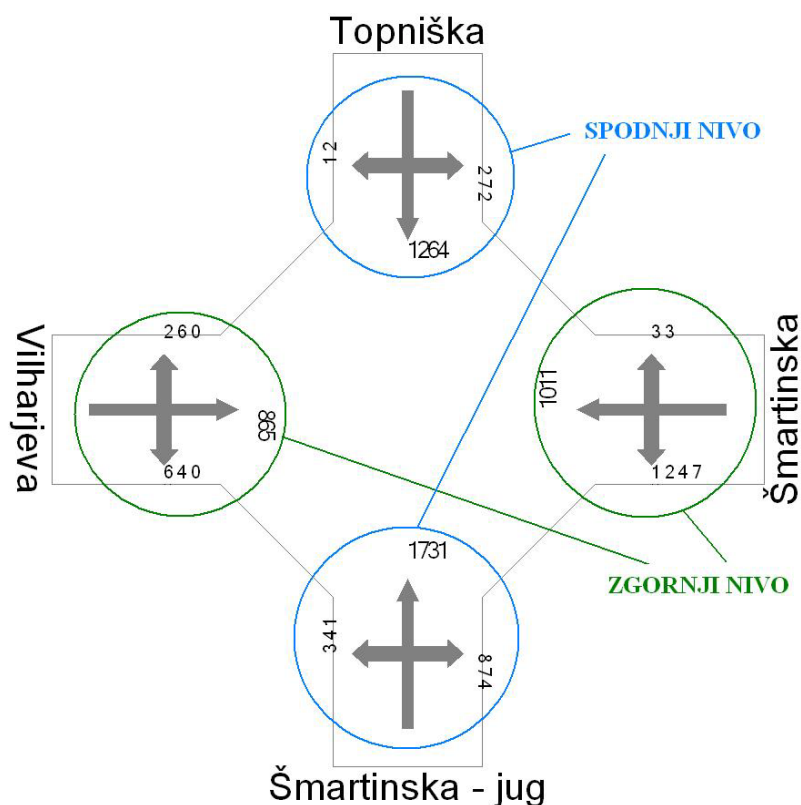 Topniška
SPODNJI NIVO
12
272
1264
Vilharjeva
260
865
640
33
1011
1247
Šmartinska
1731
ZGORNJI NIVO
341
874
Šmartinska - jug